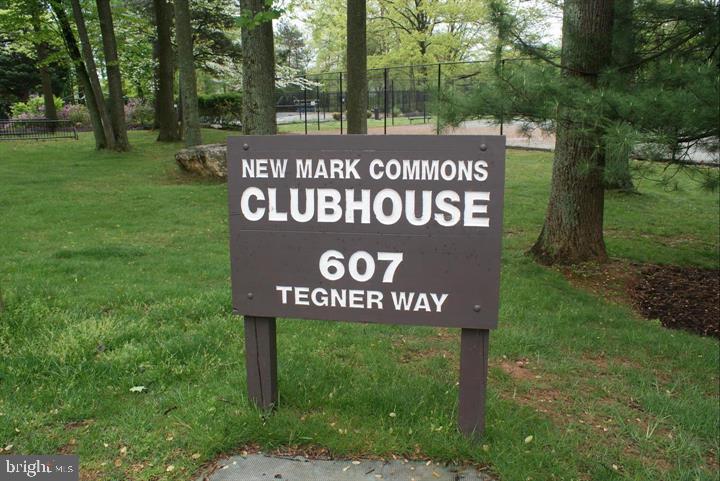 NEW MARK COMMONS
CLUBHOUSE
607
TEGNER WAY
bright MLS